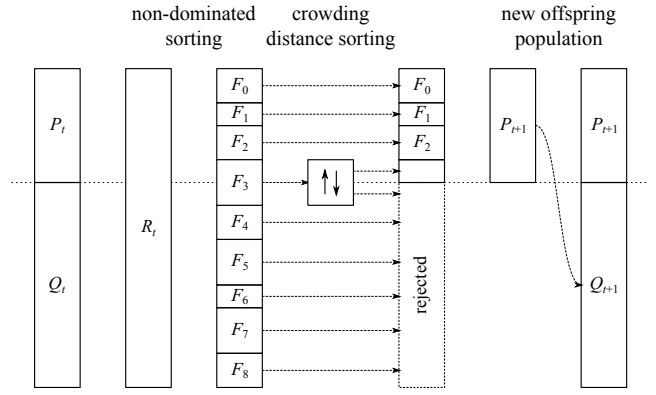 non-dominated
sorting
crowding
distance sorting
new offspring
population
P_t
Q_t
R_t
F_0
F_1
F_2
F_3
F_4
F_5
F_6
F_7
F_8
F_0
F_1
F_2
rejected
P_{t+1}
P_{t+1}
Q_{t+1}